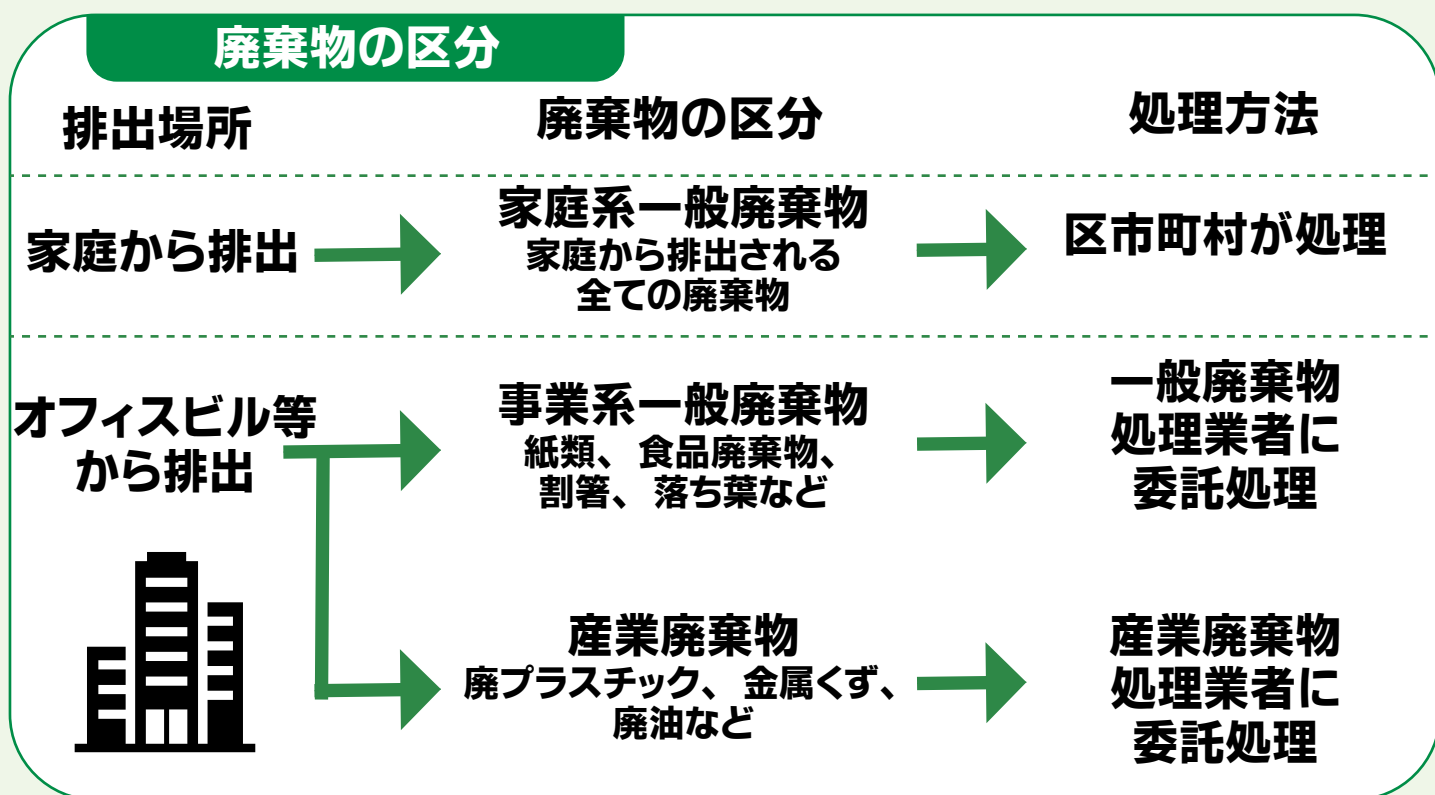 廃棄物の区分
排出場所
廃棄物の区分
処理方法
家庭から排出
家庭系一般廃棄物
家庭から排出される
全ての廃棄物
区市町村が処理
オフィスビル等
から排出
事業系一般廃棄物
紙類、食品廃棄物、
割箸、落ち葉など
一般廃棄物
処理業者に
委託処理
産業廃棄物
廃プラスチック、金属くず、
廃油など
産業廃棄物
処理業者に
委託処理